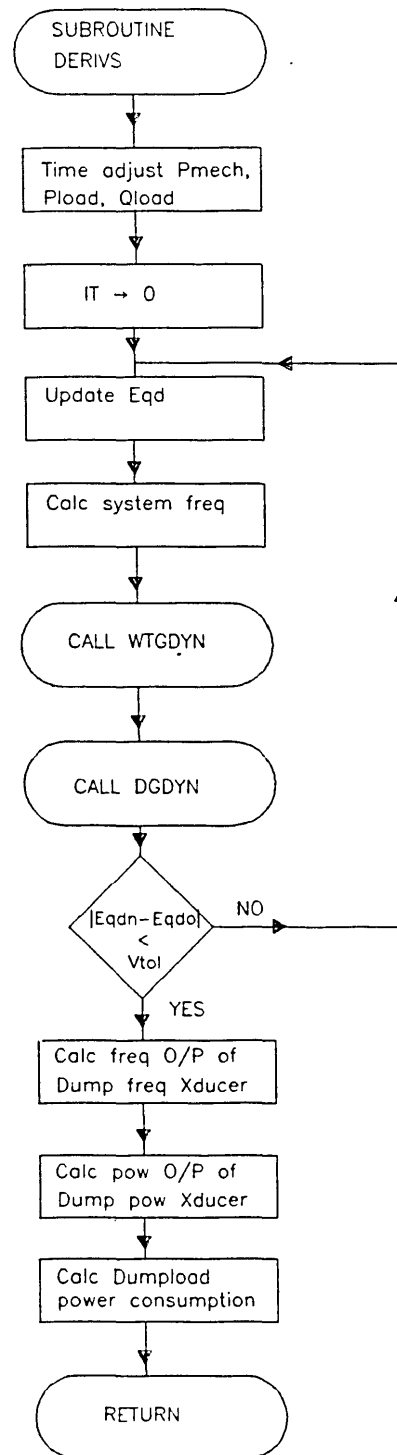 SUBROUTINE
DERIVS
Time adjust Pmech,
Pload, Qload
IT → 0
Update Eqd
Calc system freq
CALL WTGDYN
CALL DGDYN
|Eqdn-Eqdo|
<
Vtol
NO
YES
Calc freq O/P of
Dump freq Xducer
Calc pow O/P of
Dump pow Xducer
Calc Dumpload
power consumption
RETURN